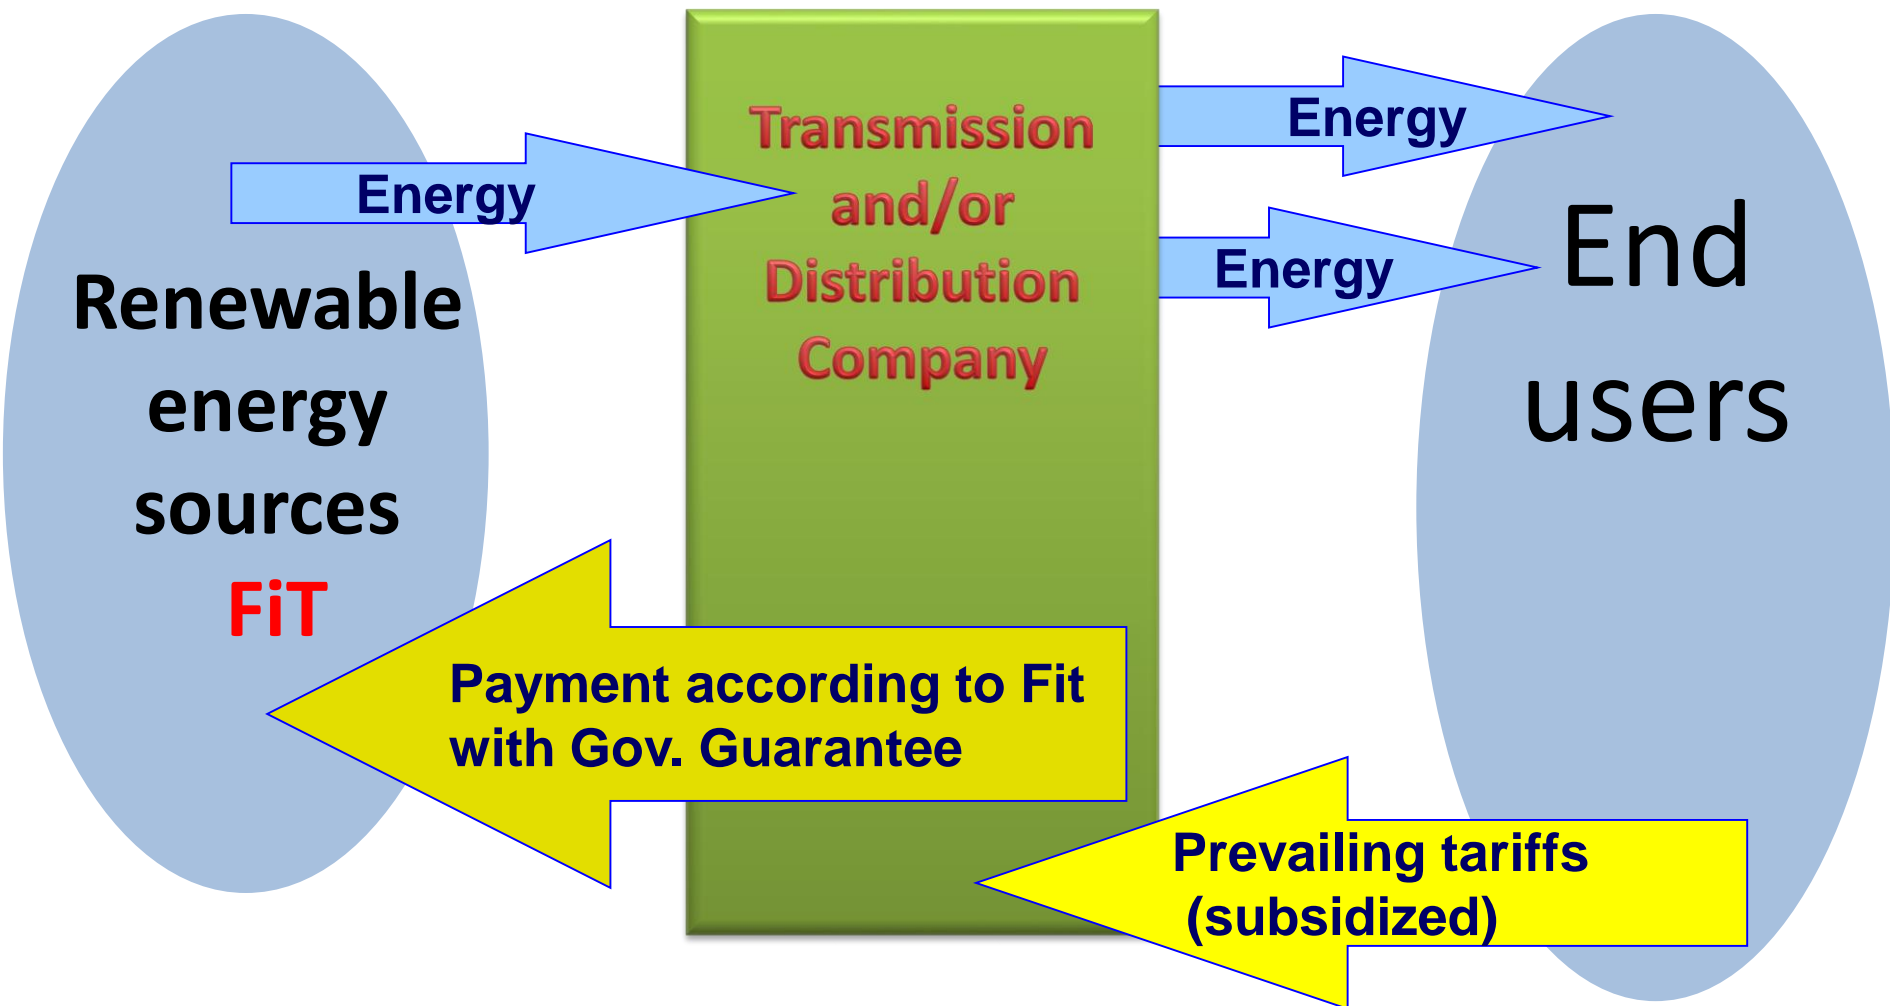 Renewable
energy
sources
FiT
Energy
Transmission
and/or
Distribution
Company
Energy
Energy
End
users
Payment according to Fit
with Gov. Guarantee
Prevailing tariffs
(subsidized)